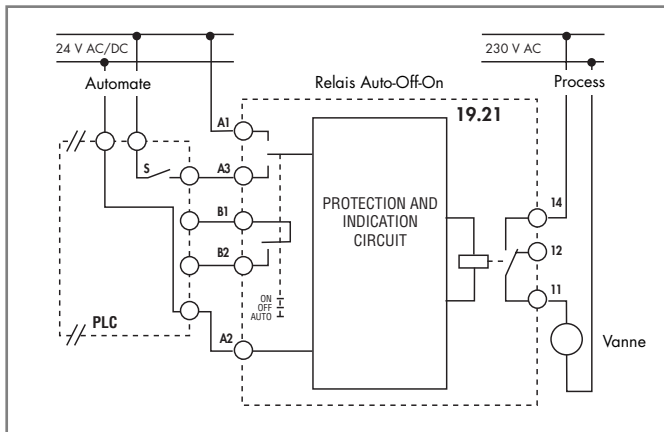 24 V AC/DC
230 V AC
Automate
Relais Auto-Off-On
Process
19.21
A1
S
A3
B1
B2
A2
PLC
ON
OFF
AUTO
PROTECTION AND
INDICATION
CIRCUIT
14
12
11
Vanne